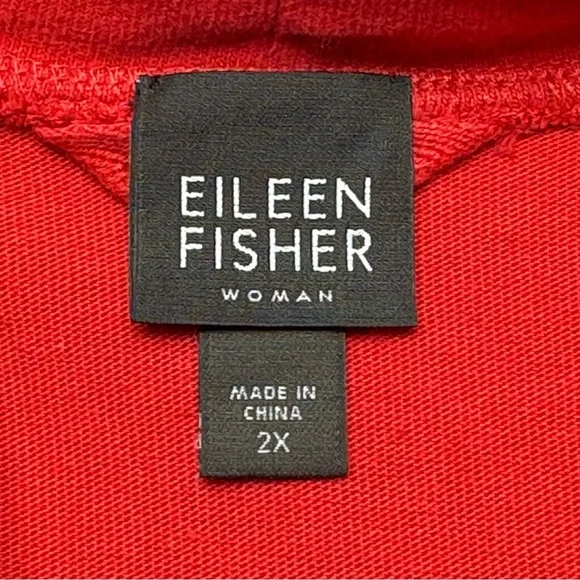 EILEEN
FISHER
WOMAN
MADE IN
CHINA
2X